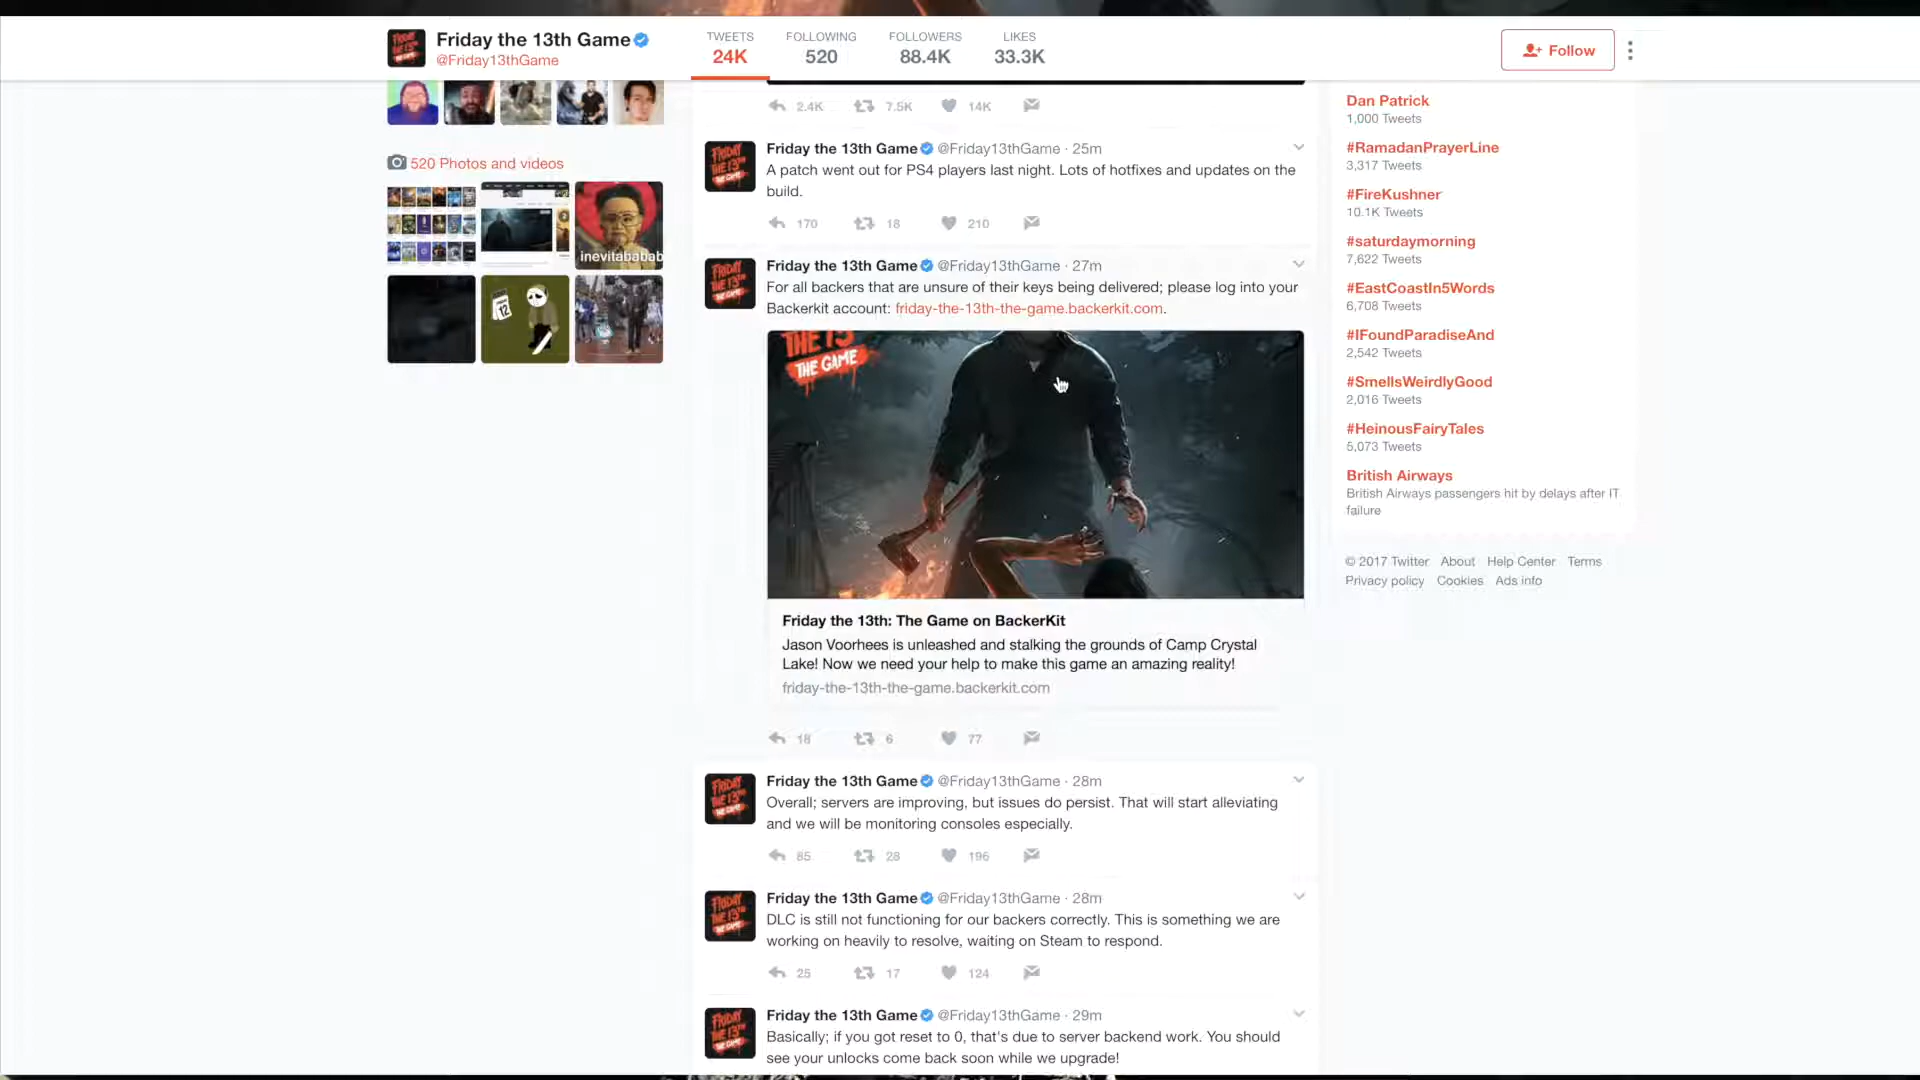 Friday the 13th Game
@Friday13thGame
TWEETS
24K
FOLLOWING
520
FOLLOWERS
88.4K
LIKES
33.3K
Follow
520 Photos and videos
inevitababab
2.4K 7.5K 14K
Friday the 13th Game @Friday13thGame · 25m
A patch went out for PS4 players last night. Lots of hotfixes and updates on the
build.
170 18 210
Friday the 13th Game @Friday13thGame · 27m
For all backers that are unsure of their keys being delivered; please log into your
Backerkit account: friday-the-13th-the-game.backerkit.com.
THE 13
THE GAME
Friday the 13th: The Game on BackerKit
Jason Voorhees is unleashed and stalking the grounds of Camp Crystal
Lake! Now we need your help to make this game an amazing reality!
friday-the-13th-the-game.backerkit.com
18 6 77
Friday the 13th Game @Friday13thGame · 28m
Overall; servers are improving, but issues do persist. That will start alleviating
and we will be monitoring consoles especially.
85 28 196
Friday the 13th Game @Friday13thGame · 28m
DLC is still not functioning for our backers correctly. This is something we are
working on heavily to resolve, waiting on Steam to respond.
25 17 124
Friday the 13th Game @Friday13thGame · 29m
Basically; if you got reset to 0, that's due to server backend work. You should
see your unlocks come back soon while we upgrade!
Dan Patrick
1,000 Tweets
#RamadanPrayerLine
3,317 Tweets
#FireKushner
10.1K Tweets
#saturdaymorning
7,622 Tweets
#EastCoastIn5Words
6,708 Tweets
#IFoundParadiseAnd
2,542 Tweets
#SmellsWeirdlyGood
2,016 Tweets
#HeinousFairyTales
5,073 Tweets
British Airways
British Airways passengers hit by delays after IT
failure
© 2017 Twitter About Help Center Terms
Privacy policy Cookies Ads info